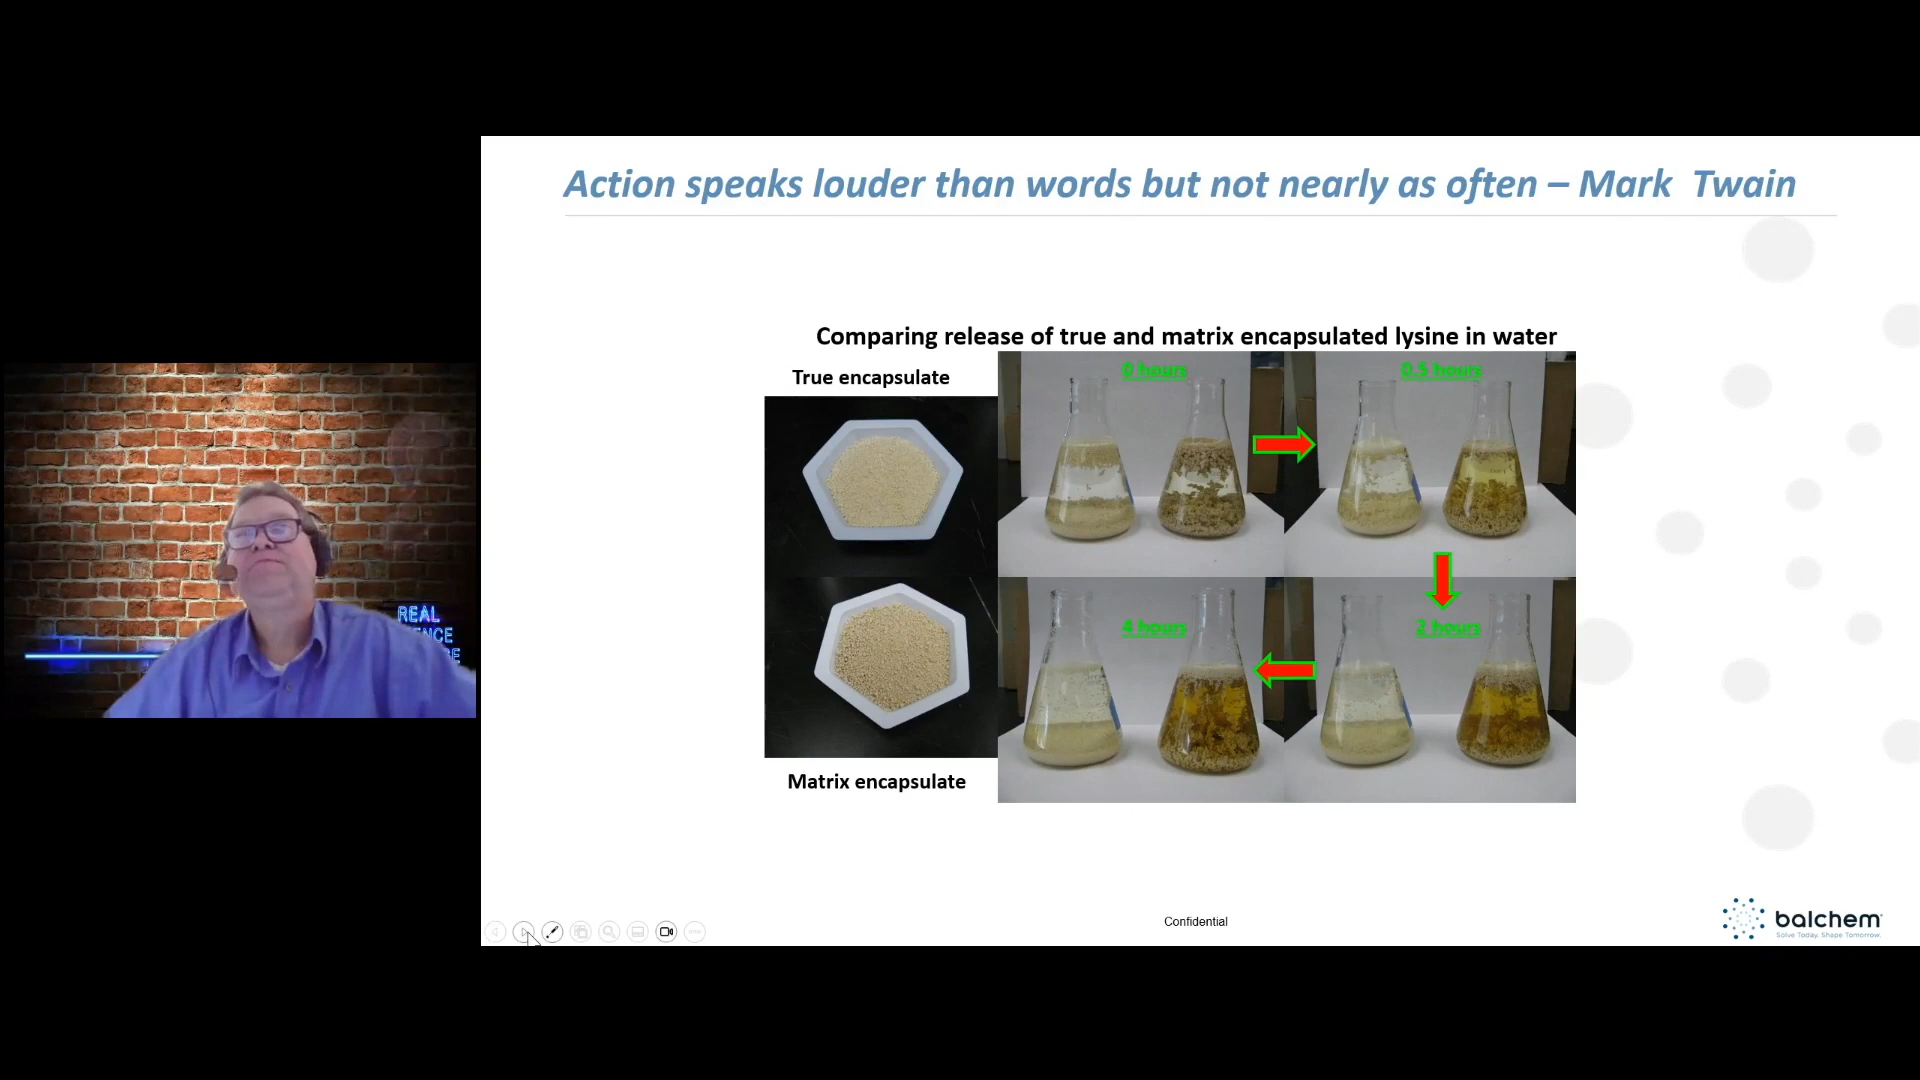 Action speaks louder than words but not nearly as often – Mark Twain
Comparing release of true and matrix encapsulated lysine in water
True encapsulate
0 hours
0.5 hours
4 hours
2 hours
Matrix encapsulate
REAL
Confidential
balchem
Solve Today. Shape Tomorrow.